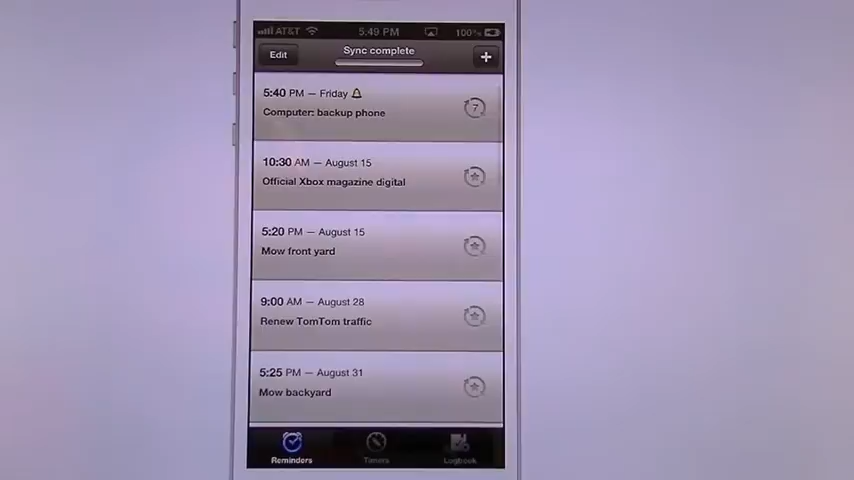 AT&T 5:49 PM 100%
Edit Sync complete +
5:40 PM — Friday
Computer: backup phone
7
10:30 AM — August 15
Official Xbox magazine digital
5:20 PM — August 15
Mow front yard
9:00 AM — August 28
Renew TomTom traffic
5:25 PM — August 31
Mow backyard
Reminders Timers Logbook